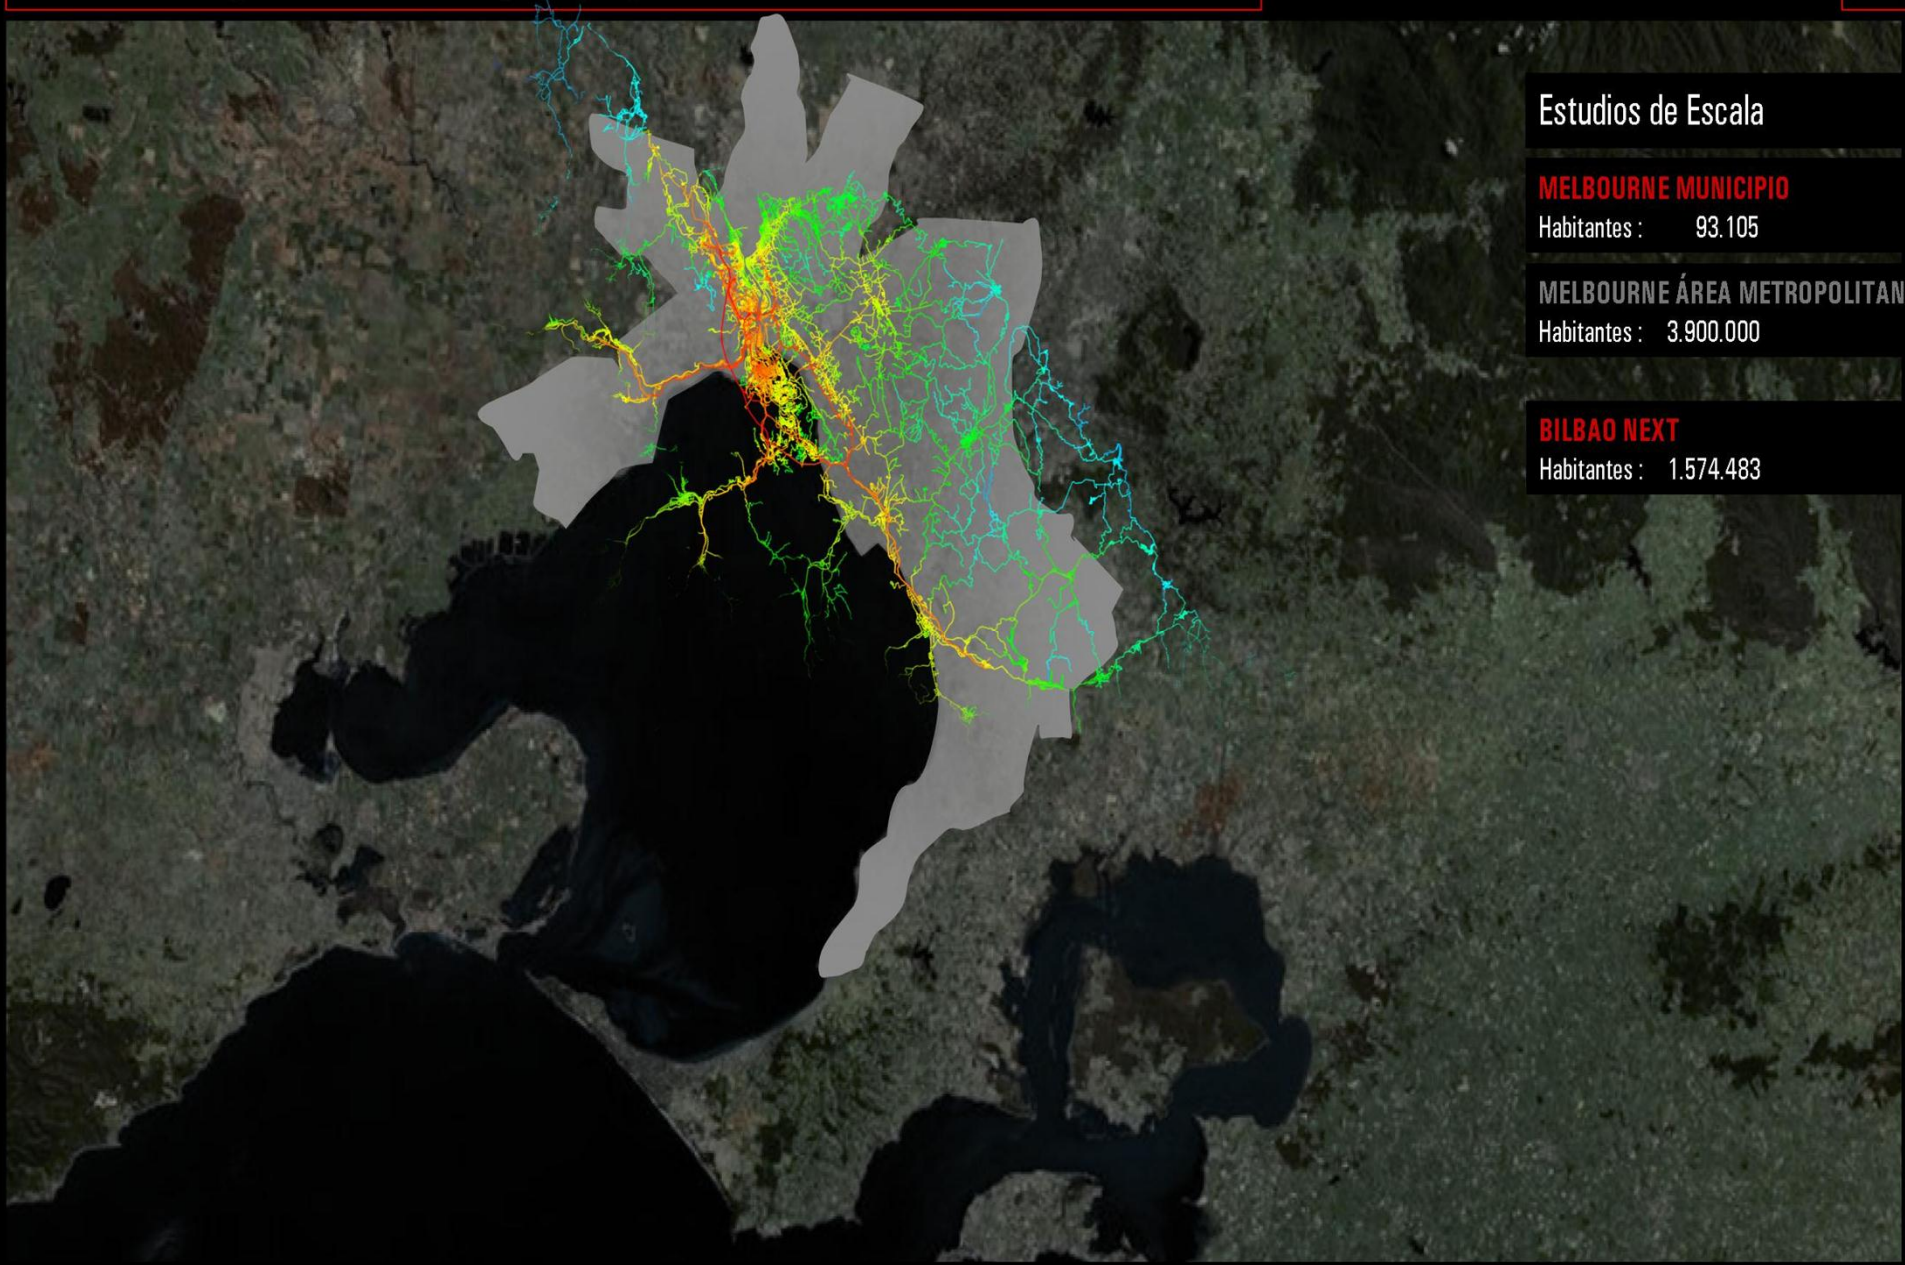 Estudios de Escala
MELBOURNE MUNICIPIO
Habitantes : 93.105
MELBOURNE ÁREA METROPOLITAN
Habitantes : 3.900.000
BILBAO NEXT
Habitantes : 1.574.483